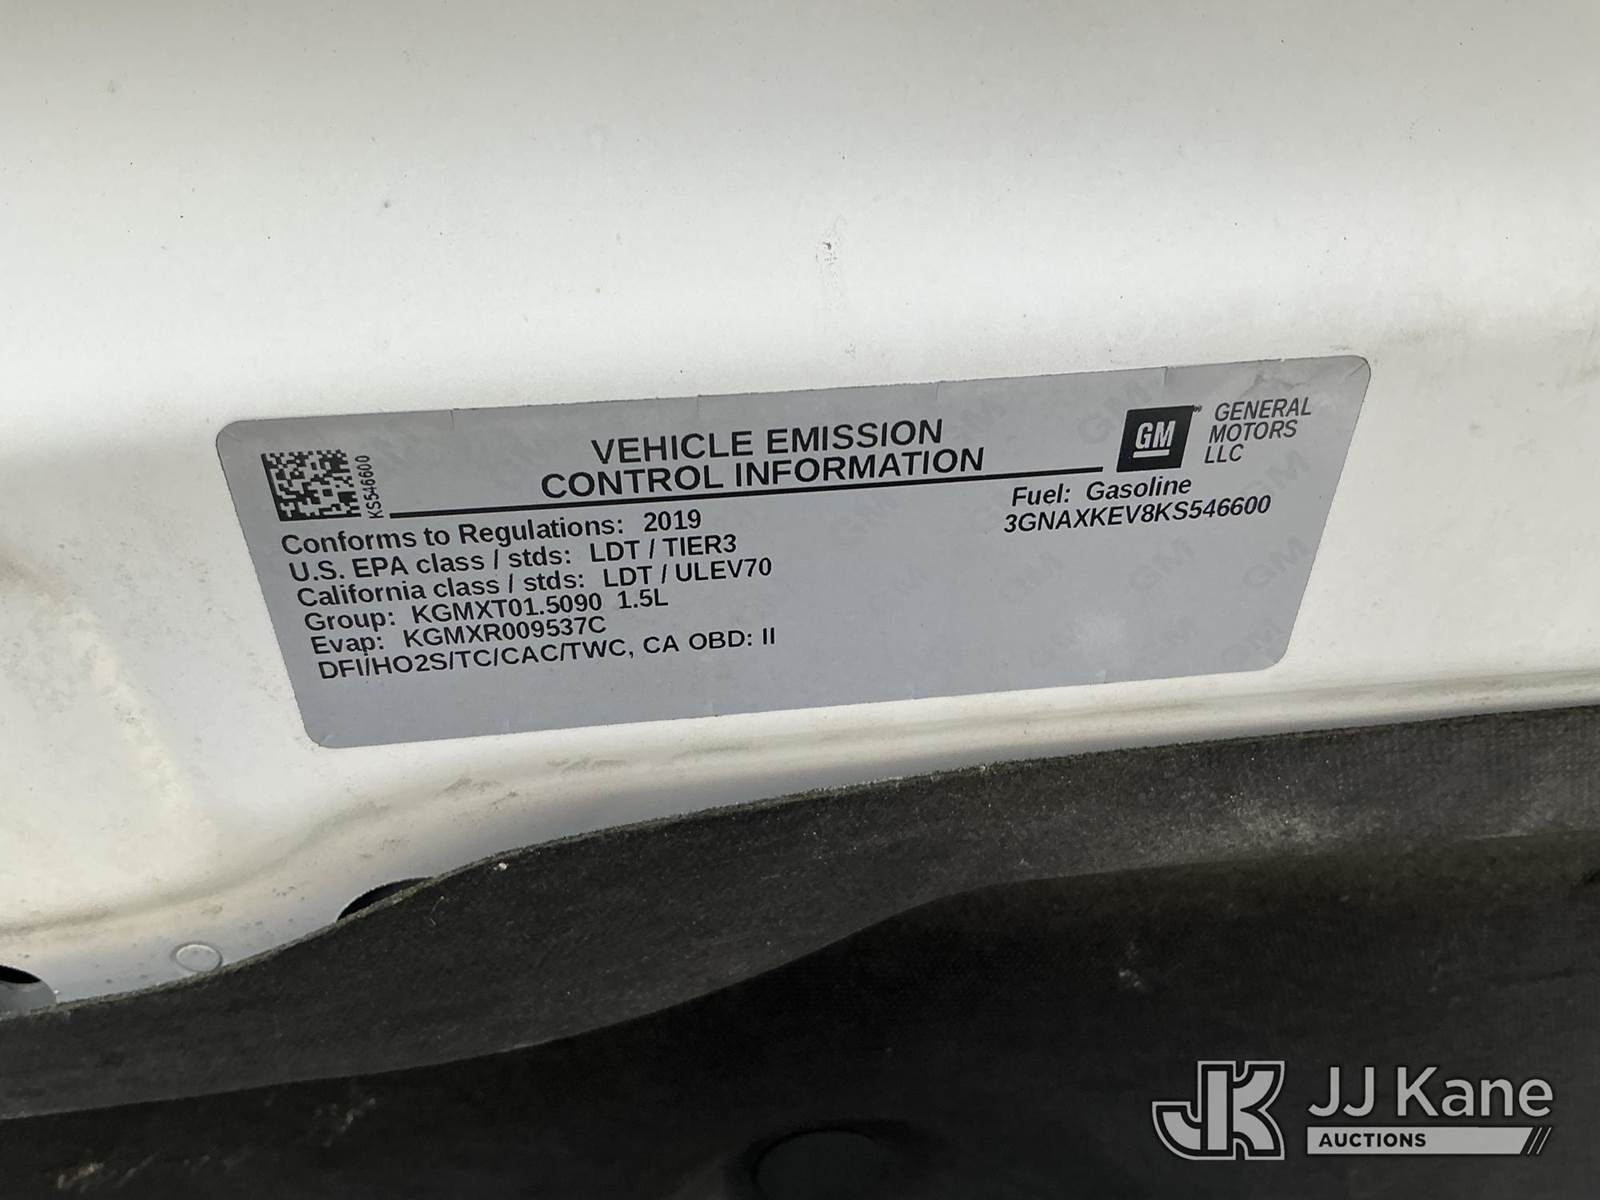 KS546600
VEHICLE EMISSION
CONTROL INFORMATION
GM
GENERAL
MOTORS
LLC
Conforms to Regulations: 2019
U.S. EPA class / stds: LDT / TIER3
California class / stds: LDT / ULEV70
Group: KGMXT01.5090 1.5L
Evap: KGMXR009537C
DFI/HO2S/TC/CAC/TWC, CA OBD: II
Fuel: Gasoline
3GNAXKEV8KS546600
JK JJ Kane
AUCTIONS